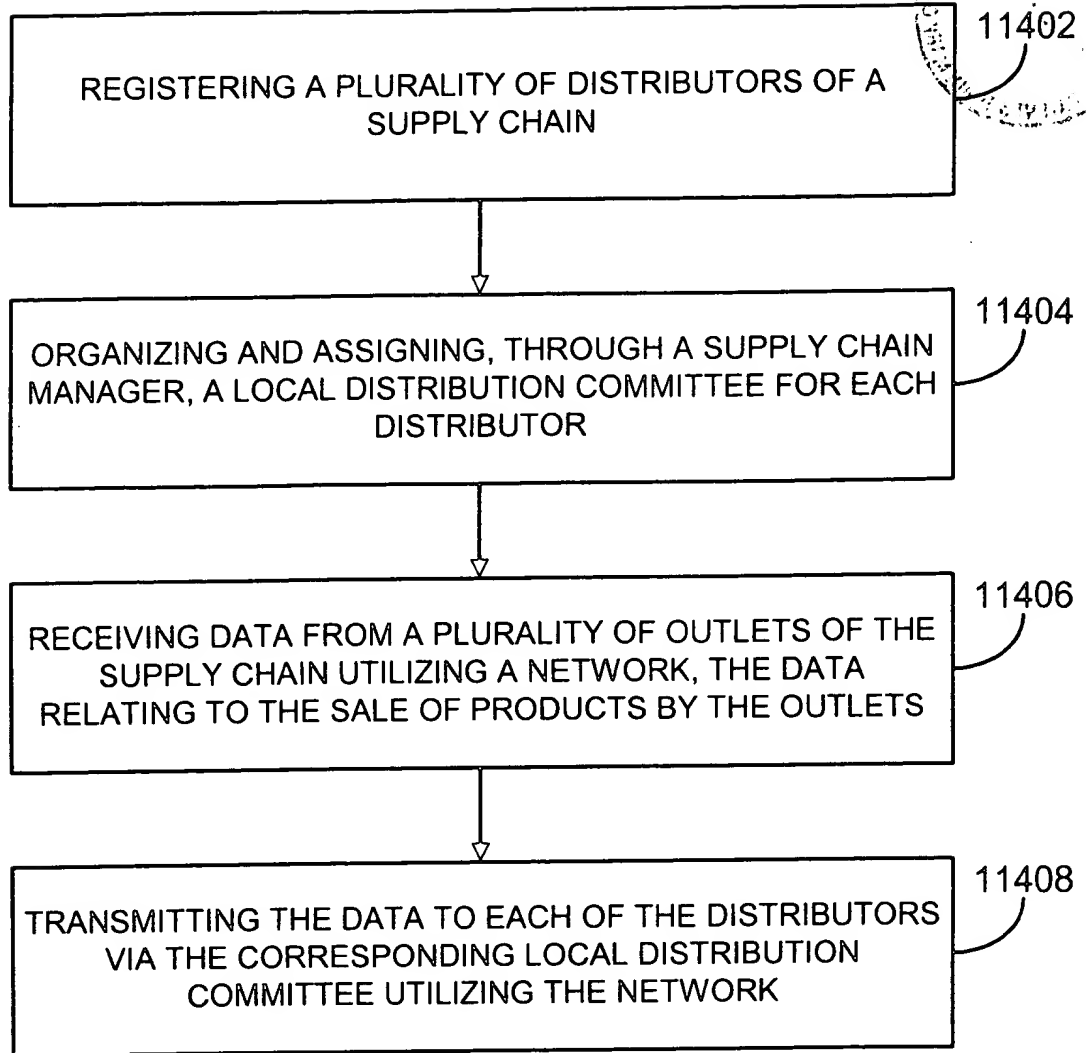 11402
REGISTERING A PLURALITY OF DISTRIBUTORS OF A
SUPPLY CHAIN
11404
ORGANIZING AND ASSIGNING, THROUGH A SUPPLY CHAIN
MANAGER, A LOCAL DISTRIBUTION COMMITTEE FOR EACH
DISTRIBUTOR
11406
RECEIVING DATA FROM A PLURALITY OF OUTLETS OF THE
SUPPLY CHAIN UTILIZING A NETWORK, THE DATA
RELATING TO THE SALE OF PRODUCTS BY THE OUTLETS
11408
TRANSMITTING THE DATA TO EACH OF THE DISTRIBUTORS
VIA THE CORRESPONDING LOCAL DISTRIBUTION
COMMITTEE UTILIZING THE NETWORK